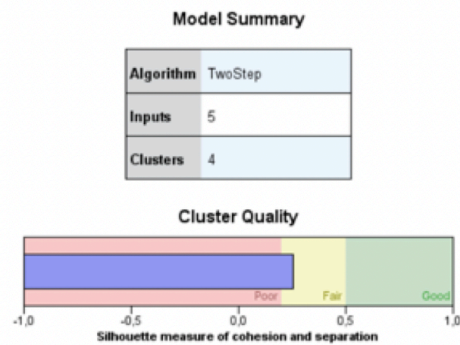 Model Summary
Algorithm TwoStep
Inputs 5
Clusters 4
Cluster Quality
Poor Fair Good
-1,0 -0,5 0,0 0,5 1,0
Silhouette measure of cohesion and separation